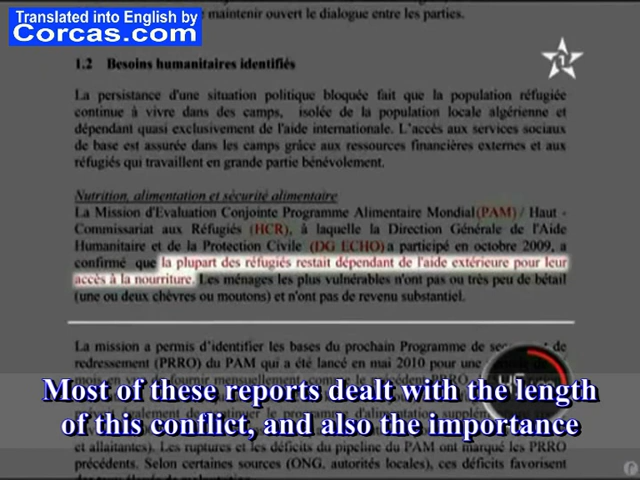 Translated into English by
Corcas.com
maintenir ouvert le dialogue entre les parties.
1
1.2 Besoins humanitaires identifiés
La persistance d'une situation politique bloquée fait que la population réfugiée
continue à vivre dans des camps, isolée de la population locale algérienne et
dépendant quasi exclusivement de l'aide internationale. L'accès aux services sociaux
de base est assurée dans les camps grâce aux ressources financières externes et aux
réfugiés qui travaillent en grande partie bénévolement.
Nutrition, alimentation et sécurité alimentaire
La Mission d'Evaluation Conjointe Programme Alimentaire Mondial(PAM) / Haut -
Commissariat aux Réfugiés (HCR), à laquelle la Direction Générale de l'Aide
Humanitaire et de la Protection Civile (DG ECHO) a participé en octobre 2009, a
confirmé que la plupart des réfugiés restait dépendant de l'aide extérieure pour leur
accès à la nourriture. Les ménages les plus vulnérables n'ont pas ou très peu de bétail
(une ou deux chèvres ou moutons) et n'ont pas de revenu substantiel.
La mission a permis d'identifier les bases du prochain Programme de
redressement (PRRO) du PAM qui a été lancé en mai 2010 pour une
Most of these reports dealt with the length
of this conflict, and also the importance
et allaitantes). Les ruptures et les déficits du pipeline du PAM ont marqué les PRRO
précédents. Selon certaines sources (ONG, autorités locales), ces déficits favorisent